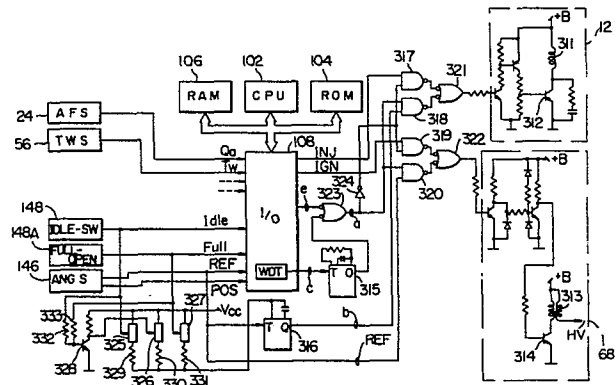 106
102
104
RAM
CPU
ROM
24
AFS
56
TWS
Qa
Tw
108
INJ
IGN
I/O
e
148
IDLE-SW
Idle
148A
FULL-OPEN
Full
146
ANG S
REF
POS
WDT
c
T Q
315
333
332
325
327
Vcc
328
329
326
330
331
T Q
316
b
REF
317
318
319
320
321
322
323
324
a
+B
311
12
312
+B
+B
313
HV
314
168